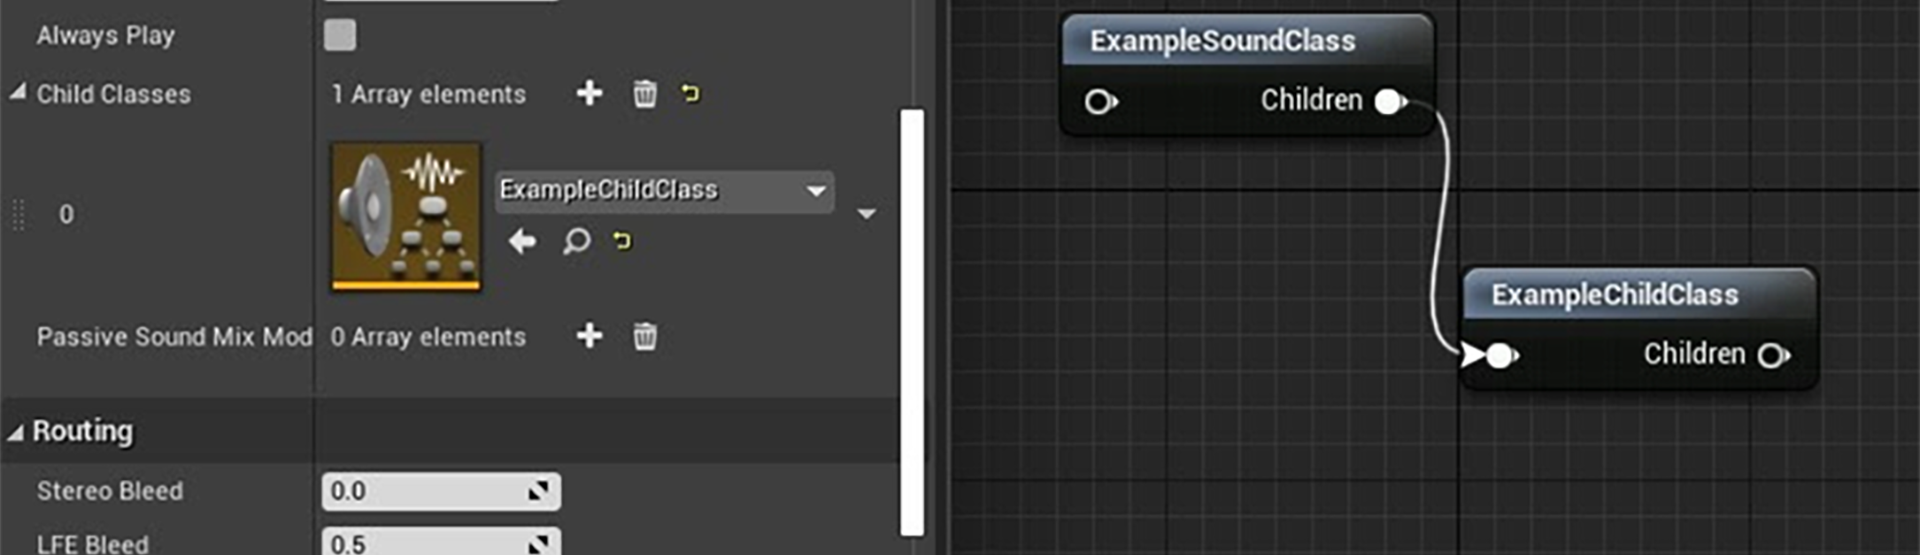 Always Play
Child Classes 1 Array elements
0 ExampleChildClass
Passive Sound Mix Mod 0 Array elements
Routing
Stereo Bleed 0.0
LFE Bleed 0.5
ExampleSoundClass
Children
ExampleChildClass
Children